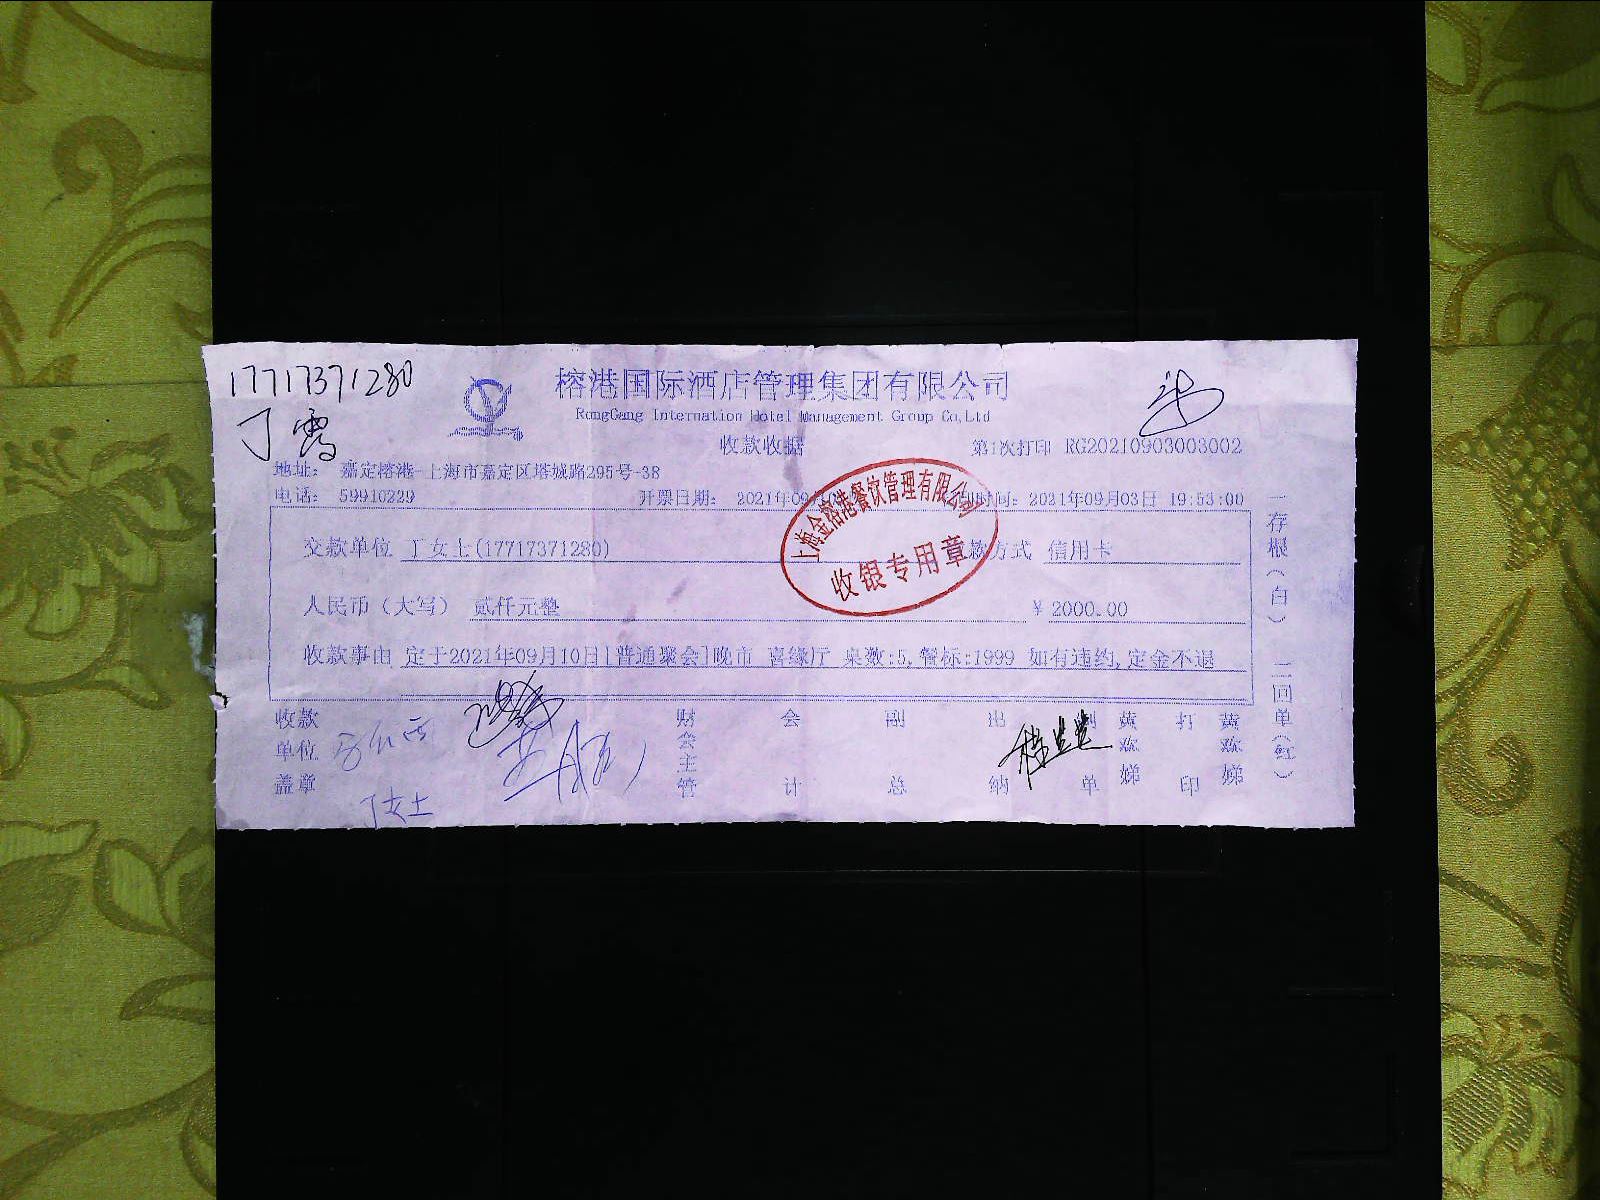 17717371280
丁雪
榕港国际酒店管理集团有限公司
RongGang Internation Hotel Management Group Co,Ltd
收款收据
第1次打印 RG20210903003002
地址： 嘉定榕港-上海市嘉定区塔城路295号-38
电话： 59910229
开票日期： 2021年09 时间：2021年09月03日 19:53:00
交款单位 丁女士(17717371280) 款方式 信用卡
人民币（大写） 贰仟元整 ¥ 2000.00
收款事由 定于2021年09月10日[普通聚会]晚市 喜缘厅 桌数:5,餐标:1999 如有违约,定金不退
上海金榕港餐饮管理有限公司
收银专用章
收款单位盖章
丁女士
财会主管
会计
副总
出纳
制单
黄弥娣
打印
黄弥娣
一存根（白） 二回单（红）